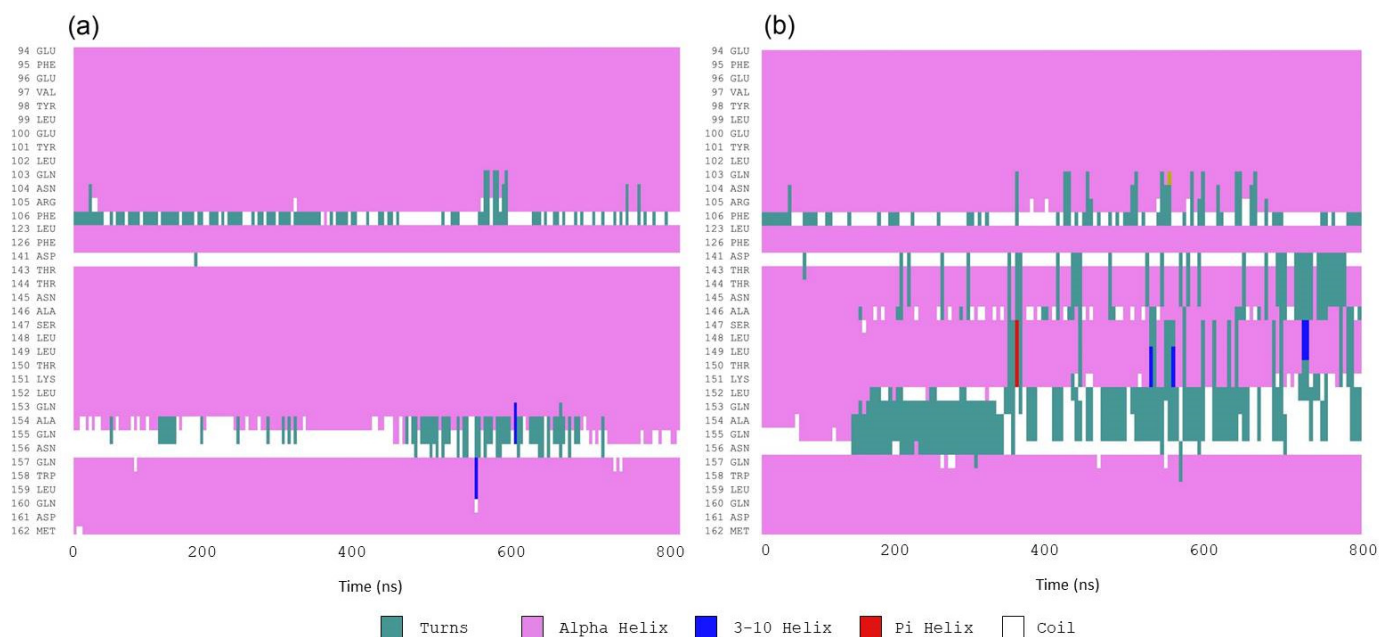 (a)
94 GLU
95 PHE
96 GLU
97 VAL
98 TYR
99 LEU
100 GLU
101 TYR
102 LEU
103 GLN
104 ASN
105 ARG
106 PHE
123 LEU
126 PHE
141 ASP
143 THR
144 THR
145 ASN
146 ALA
147 SER
148 LEU
149 LEU
150 THR
151 LYS
152 LEU
153 GLN
154 ALA
155 GLN
156 ASN
157 GLN
158 TRP
159 LEU
160 GLN
161 ASP
162 MET
0 200 400 600 800
Time (ns)
(b)
94 GLU
95 PHE
96 GLU
97 VAL
98 TYR
99 LEU
100 GLU
101 TYR
102 LEU
103 GLN
104 ASN
105 ARG
106 PHE
123 LEU
126 PHE
141 ASP
143 THR
144 THR
145 ASN
146 ALA
147 SER
148 LEU
149 LEU
150 THR
151 LYS
152 LEU
153 GLN
154 ALA
155 GLN
156 ASN
157 GLN
158 TRP
159 LEU
160 GLN
161 ASP
162 MET
0 200 400 600 800
Time (ns)
Turns Alpha Helix 3-10 Helix Pi Helix Coil